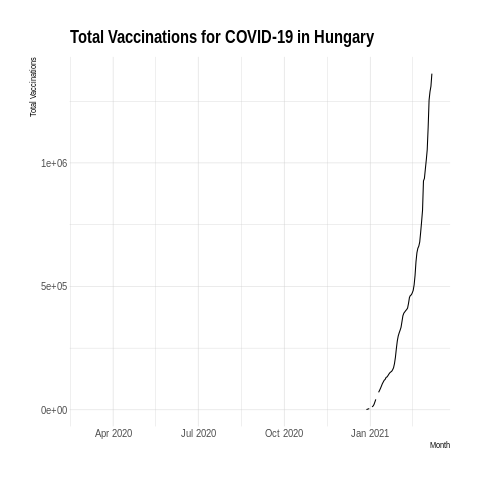 Total Vaccinations for COVID-19 in Hungary
Total Vaccinations
1e+06
5e+05
0e+00
Apr 2020 Jul 2020 Oct 2020 Jan 2021
Month